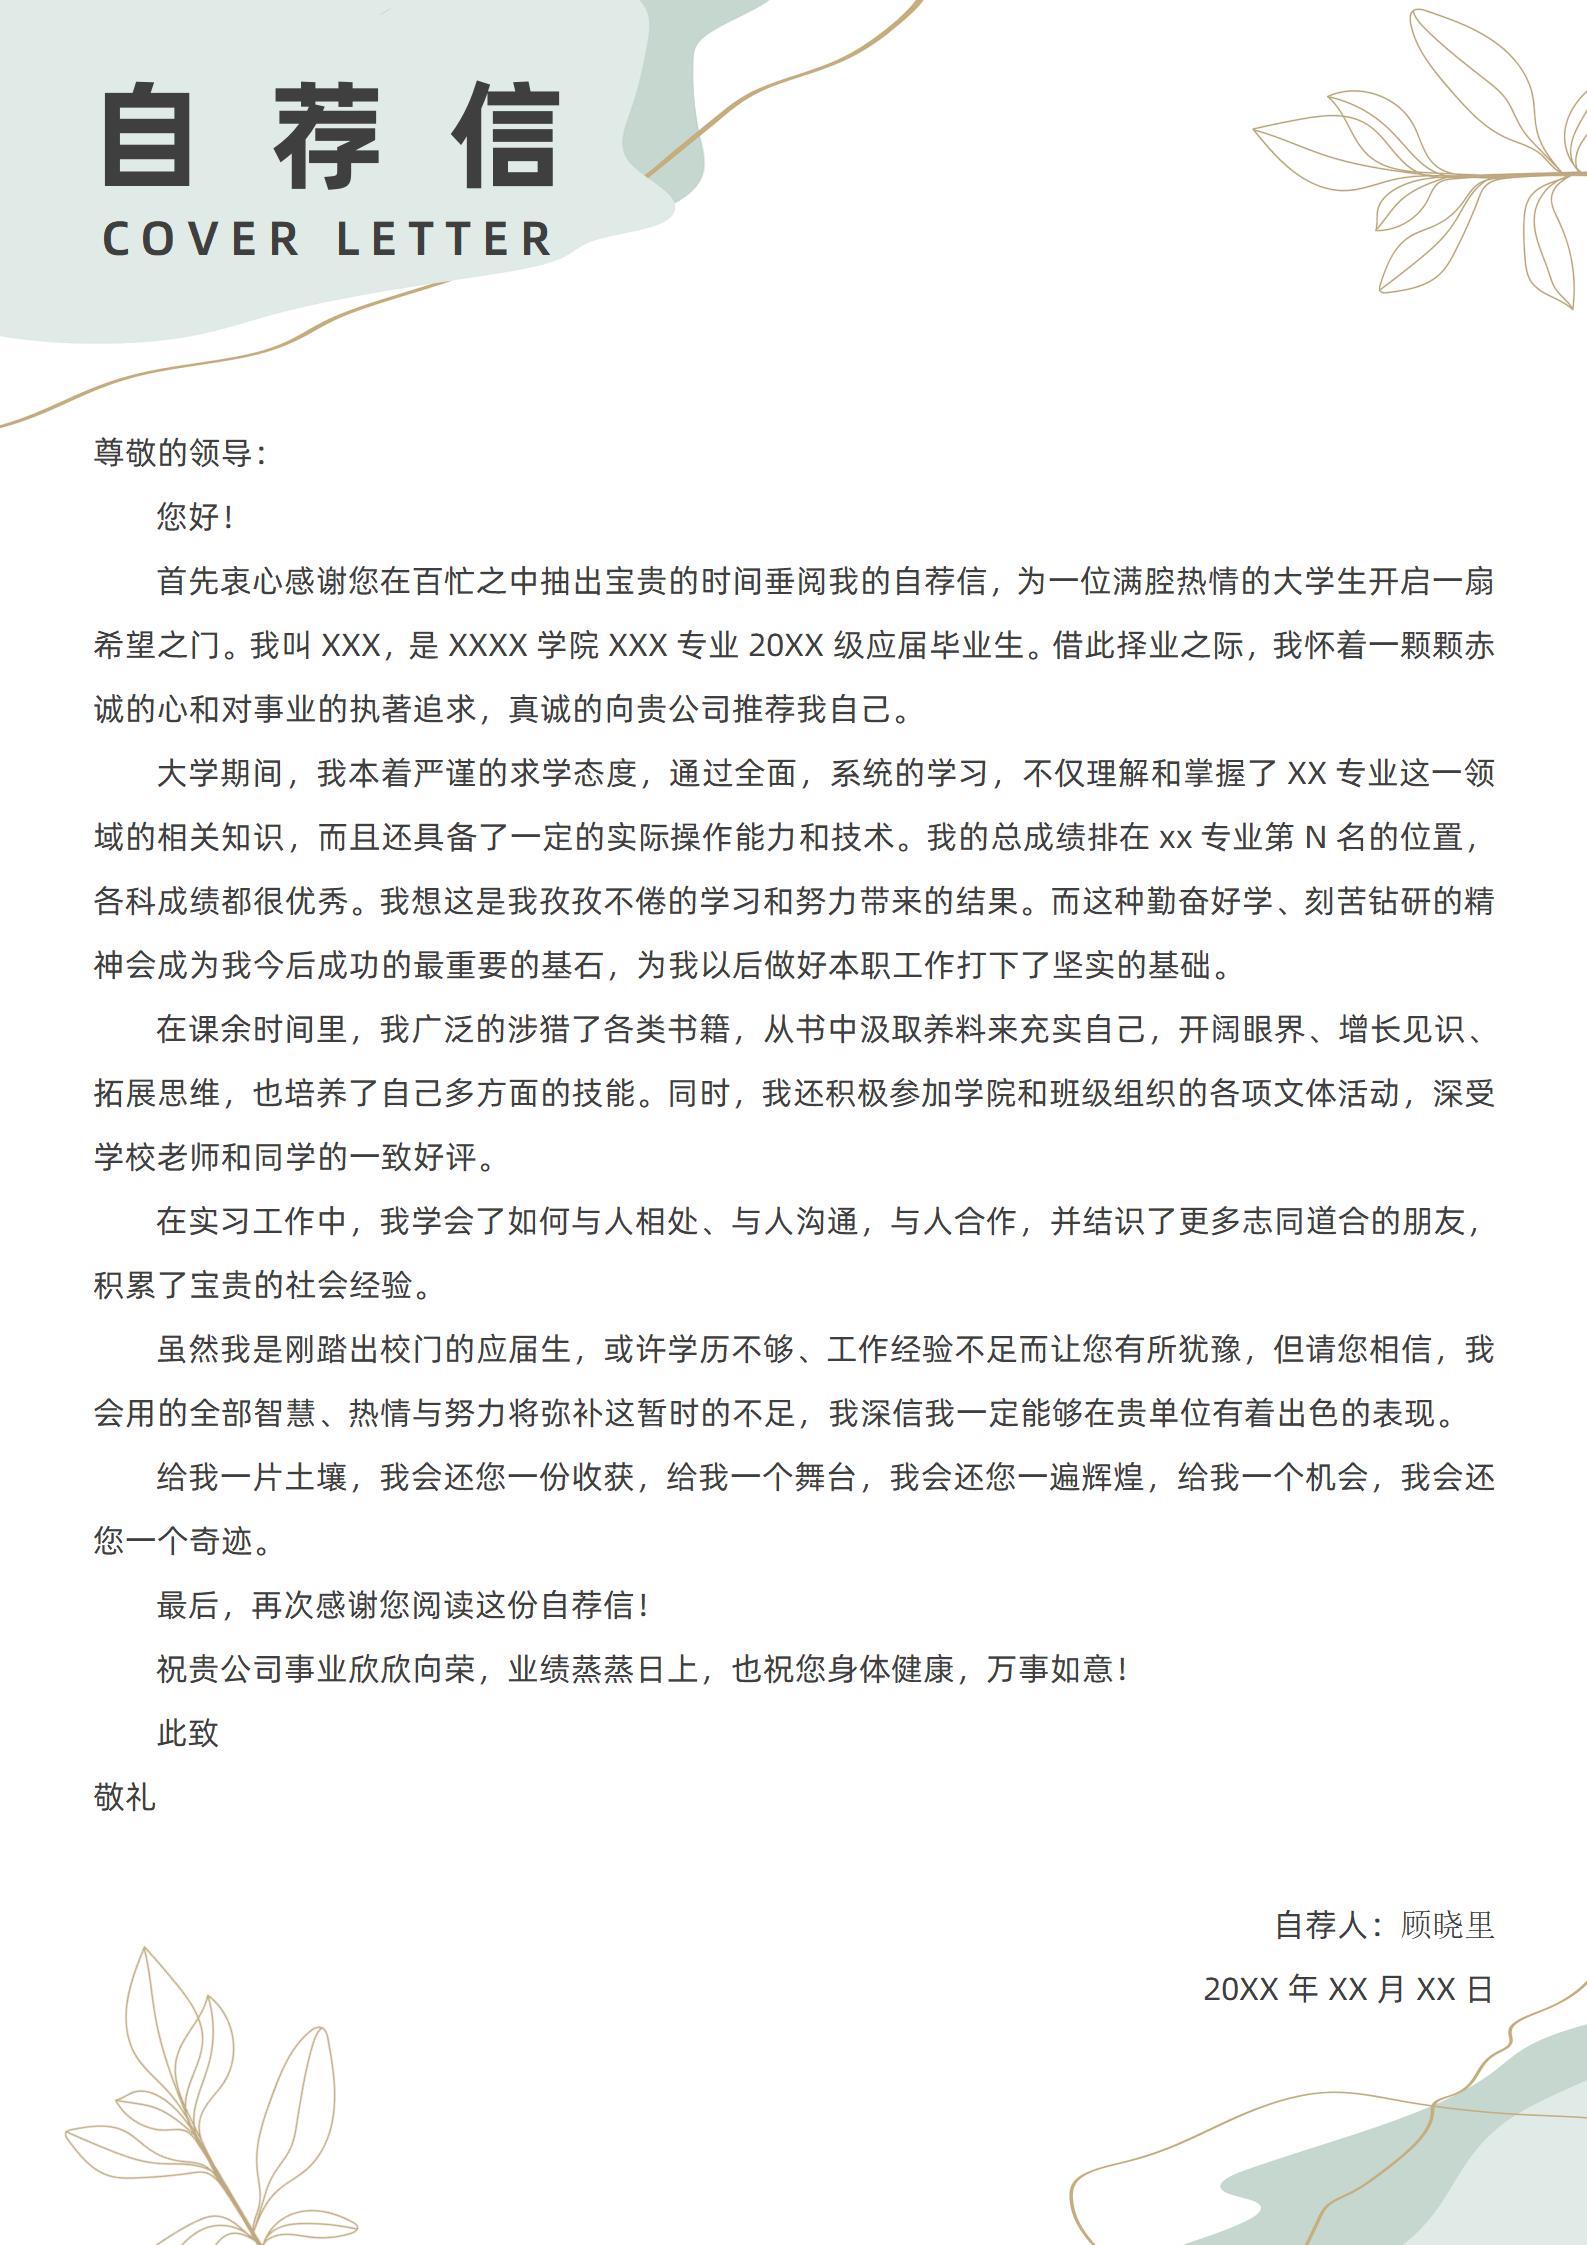 自荐信
COVER LETTER
尊敬的领导：
您好！
首先衷心感谢您在百忙之中抽出宝贵的时间垂阅我的自荐信，为一位满腔热情的大学生开启一扇
希望之门。我叫 XXX，是 XXXX 学院 XXX 专业 20XX 级应届毕业生。借此择业之际，我怀着一颗颗赤
诚的心和对事业的执著追求，真诚的向贵公司推荐我自己。
大学期间，我本着严谨的求学态度，通过全面，系统的学习，不仅理解和掌握了 XX 专业这一领
域的相关知识，而且还具备了一定的实际操作能力和技术。我的总成绩排在 xx 专业第 N 名的位置，
各科成绩都很优秀。我想这是我孜孜不倦的学习和努力带来的结果。而这种勤奋好学、刻苦钻研的精
神会成为我今后成功的最重要的基石，为我以后做好本职工作打下了坚实的基础。
在课余时间里，我广泛的涉猎了各类书籍，从书中汲取养料来充实自己，开阔眼界、增长见识、
拓展思维，也培养了自己多方面的技能。同时，我还积极参加学院和班级组织的各项文体活动，深受
学校老师和同学的一致好评。
在实习工作中，我学会了如何与人相处、与人沟通，与人合作，并结识了更多志同道合的朋友，
积累了宝贵的社会经验。
虽然我是刚踏出校门的应届生，或许学历不够、工作经验不足而让您有所犹豫，但请您相信，我
会用的全部智慧、热情与努力将弥补这暂时的不足，我深信我一定能够在贵单位有着出色的表现。
给我一片土壤，我会还您一份收获，给我一个舞台，我会还您一遍辉煌，给我一个机会，我会还
您一个奇迹。
最后，再次感谢您阅读这份自荐信！
祝贵公司事业欣欣向荣，业绩蒸蒸日上，也祝您身体健康，万事如意！
此致
敬礼
自荐人：顾晓里
20XX 年 XX 月 XX 日